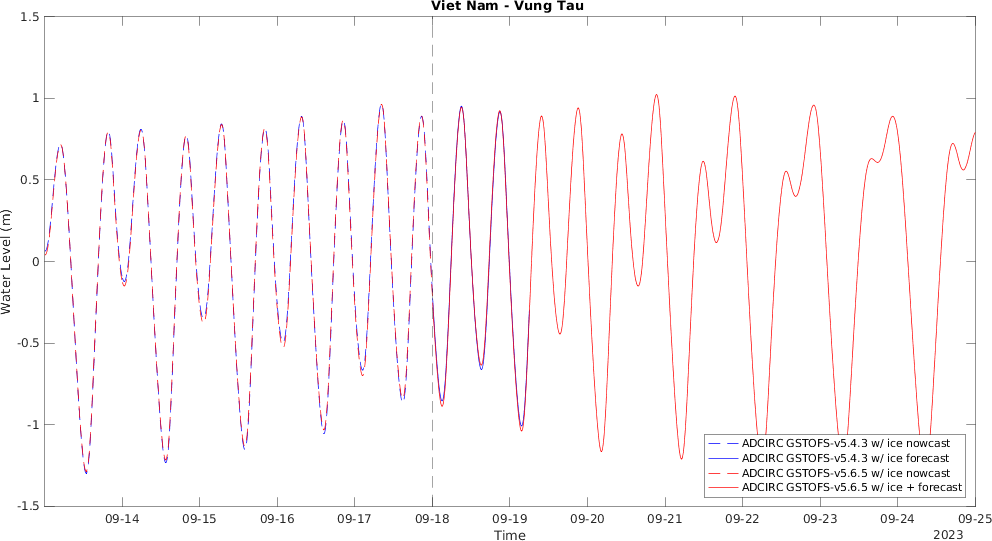 Viet Nam - Vung Tau
1.5
1
0.5
0
-0.5
-1
-1.5
Water Level (m)
09-14 09-15 09-16 09-17 09-18 09-19 09-20 09-21 09-22 09-23 09-24 09-25
Time
2023
ADCIRC GSTOFS-v5.4.3 w/ ice nowcast
ADCIRC GSTOFS-v5.4.3 w/ ice forecast
ADCIRC GSTOFS-v5.6.5 w/ ice nowcast
ADCIRC GSTOFS-v5.6.5 w/ ice + forecast